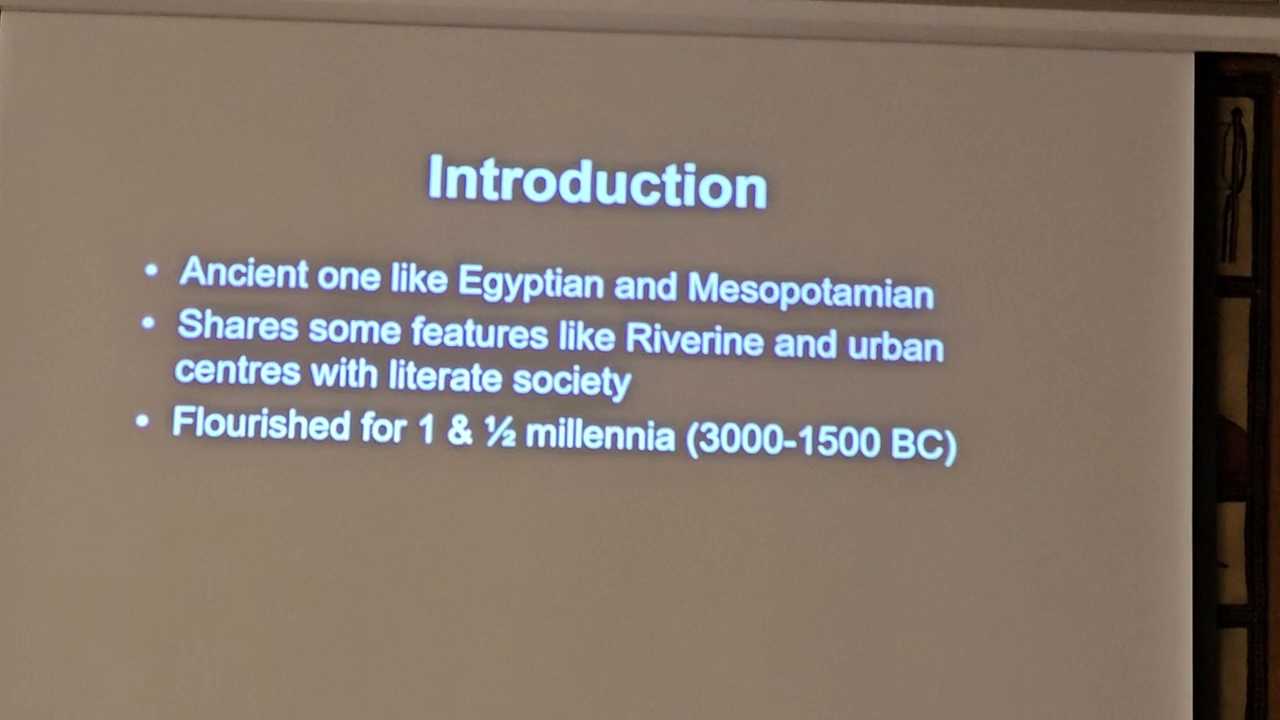 Introduction
• Ancient one like Egyptian and Mesopotamian
• Shares some features like Riverine and urban
centres with literate society
• Flourished for 1 & ½ millennia (3000-1500 BC)